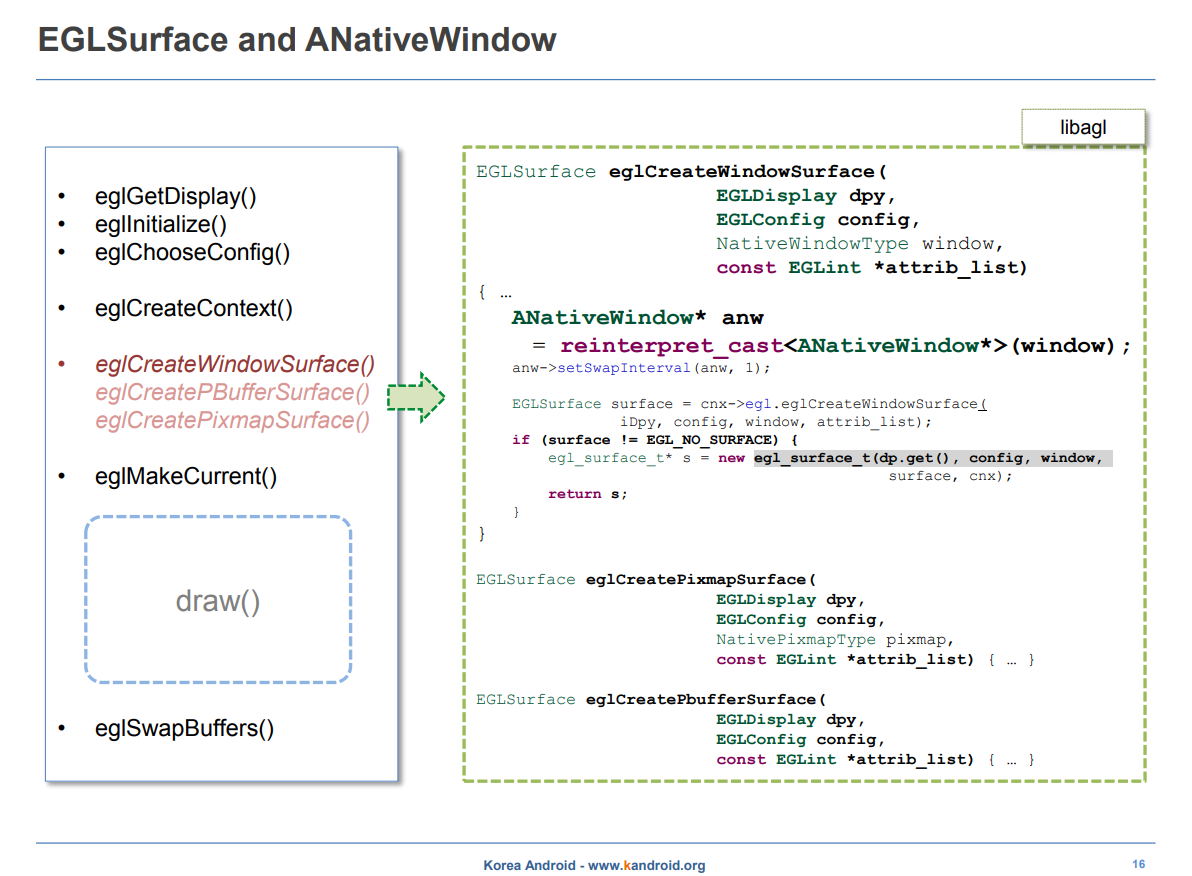 EGLSurface and ANativeWindow
• eglGetDisplay()
• eglInitialize()
• eglChooseConfig()
• eglCreateContext()
• eglCreateWindowSurface()
eglCreatePBufferSurface()
eglCreatePixmapSurface()
• eglMakeCurrent()
draw()
• eglSwapBuffers()
libagl
EGLSurface eglCreateWindowSurface(
EGLDisplay dpy,
EGLConfig config,
NativeWindowType window,
const EGLint *attrib_list)
{ …
ANativeWindow* anw
= reinterpret_cast<ANativeWindow*>(window);
anw->setSwapInterval(anw, 1);
EGLSurface surface = cnx->egl.eglCreateWindowSurface(
iDpy, config, window, attrib_list);
if (surface != EGL_NO_SURFACE) {
egl_surface_t* s = new egl_surface_t(dp.get(), config, window,
surface, cnx);
return s;
}
}
EGLSurface eglCreatePixmapSurface(
EGLDisplay dpy,
EGLConfig config,
NativePixmapType pixmap,
const EGLint *attrib_list) { … }
EGLSurface eglCreatePbufferSurface(
EGLDisplay dpy,
EGLConfig config,
const EGLint *attrib_list) { … }
Korea Android - www.kandroid.org
16